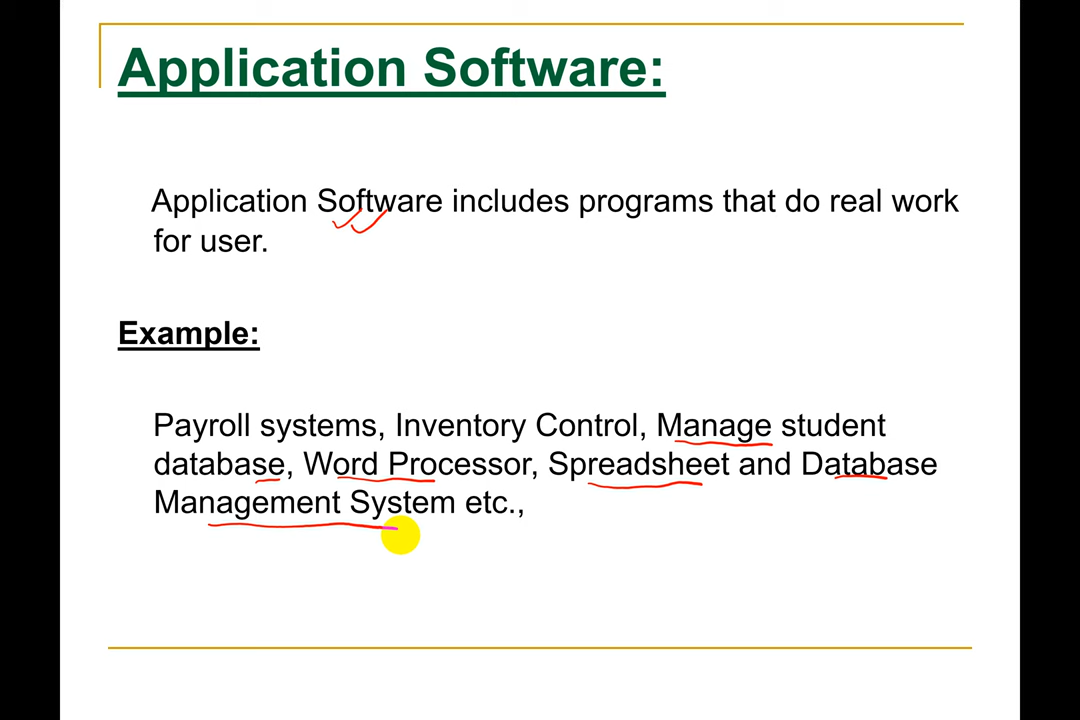 Application Software:
Application Software includes programs that do real work
for user.
Example:
Payroll systems, Inventory Control, Manage student
database, Word Processor, Spreadsheet and Database
Management System etc.,